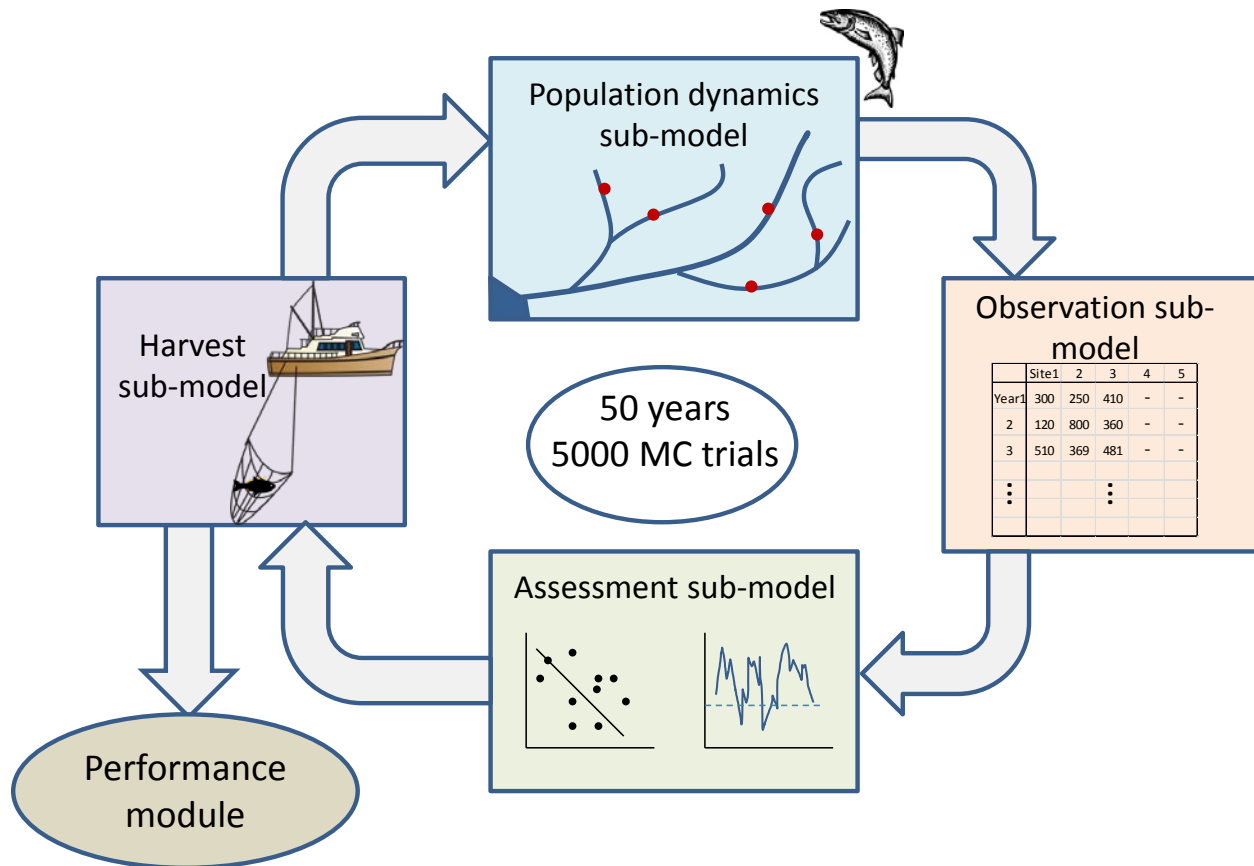 Population dynamics
sub-model
Observation sub-
model
Site1 2 3 4 5
Year1 300 250 410 - -
2 120 800 360 - -
3 510 369 481 - -
Harvest
sub-model
50 years
5000 MC trials
Assessment sub-model
Performance
module